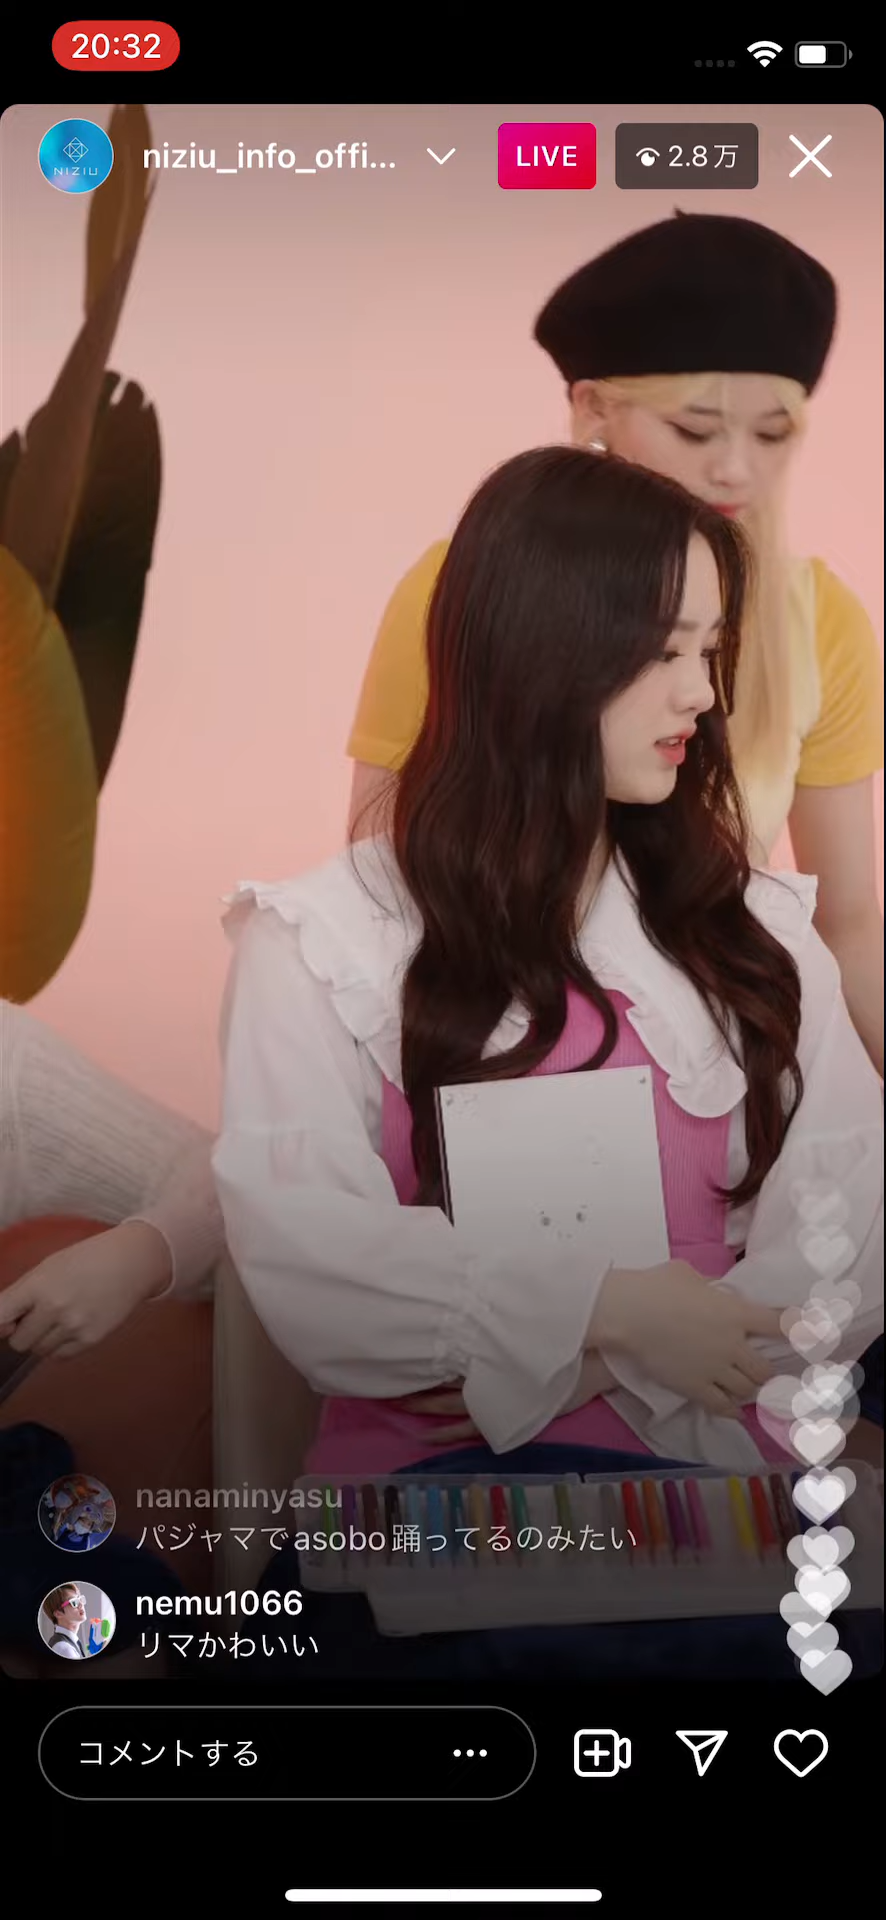 20:32
NIZIU
niziu_info_offi...
LIVE
2.8万
nanaminyasu
パジャマでasobo踊ってるのみたい
nemu1066
リマかわいい
コメントする